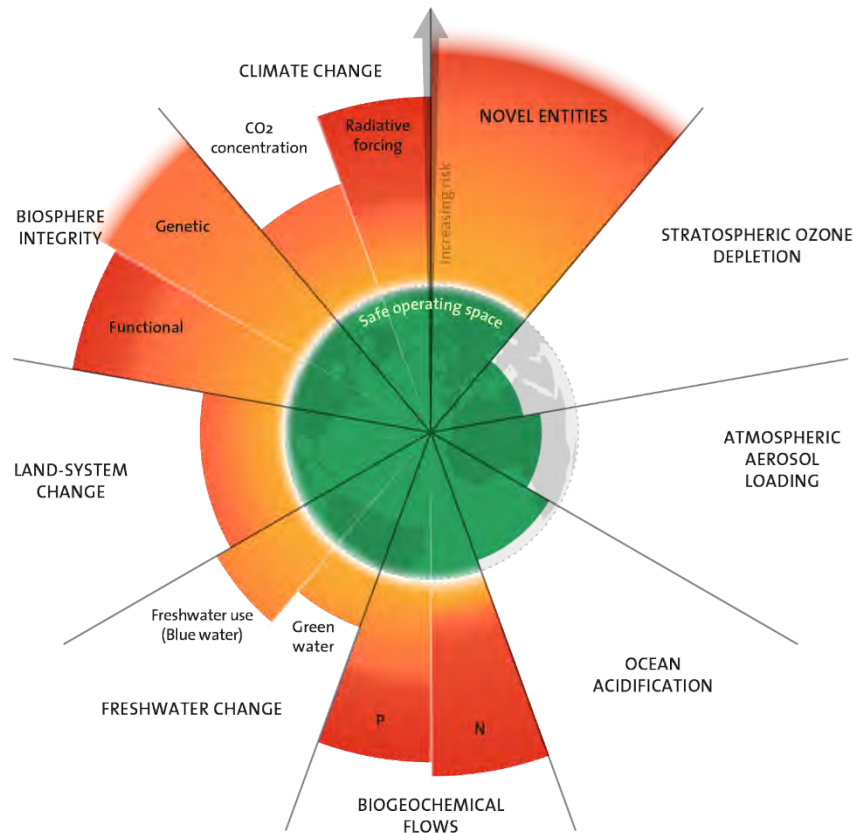 CLIMATE CHANGE
CO2
concentration
Radiative
forcing
NOVEL ENTITIES
Increasing risk
STRATOSPHERIC OZONE
DEPLETION
BIOSPHERE
INTEGRITY
Genetic
Functional
Safe operating space
ATMOSPHERIC
AEROSOL
LOADING
LAND-SYSTEM
CHANGE
Freshwater use
(Blue water)
Green
water
FRESHWATER CHANGE
P
N
OCEAN
ACIDIFICATION
BIOGEOCHEMICAL
FLOWS